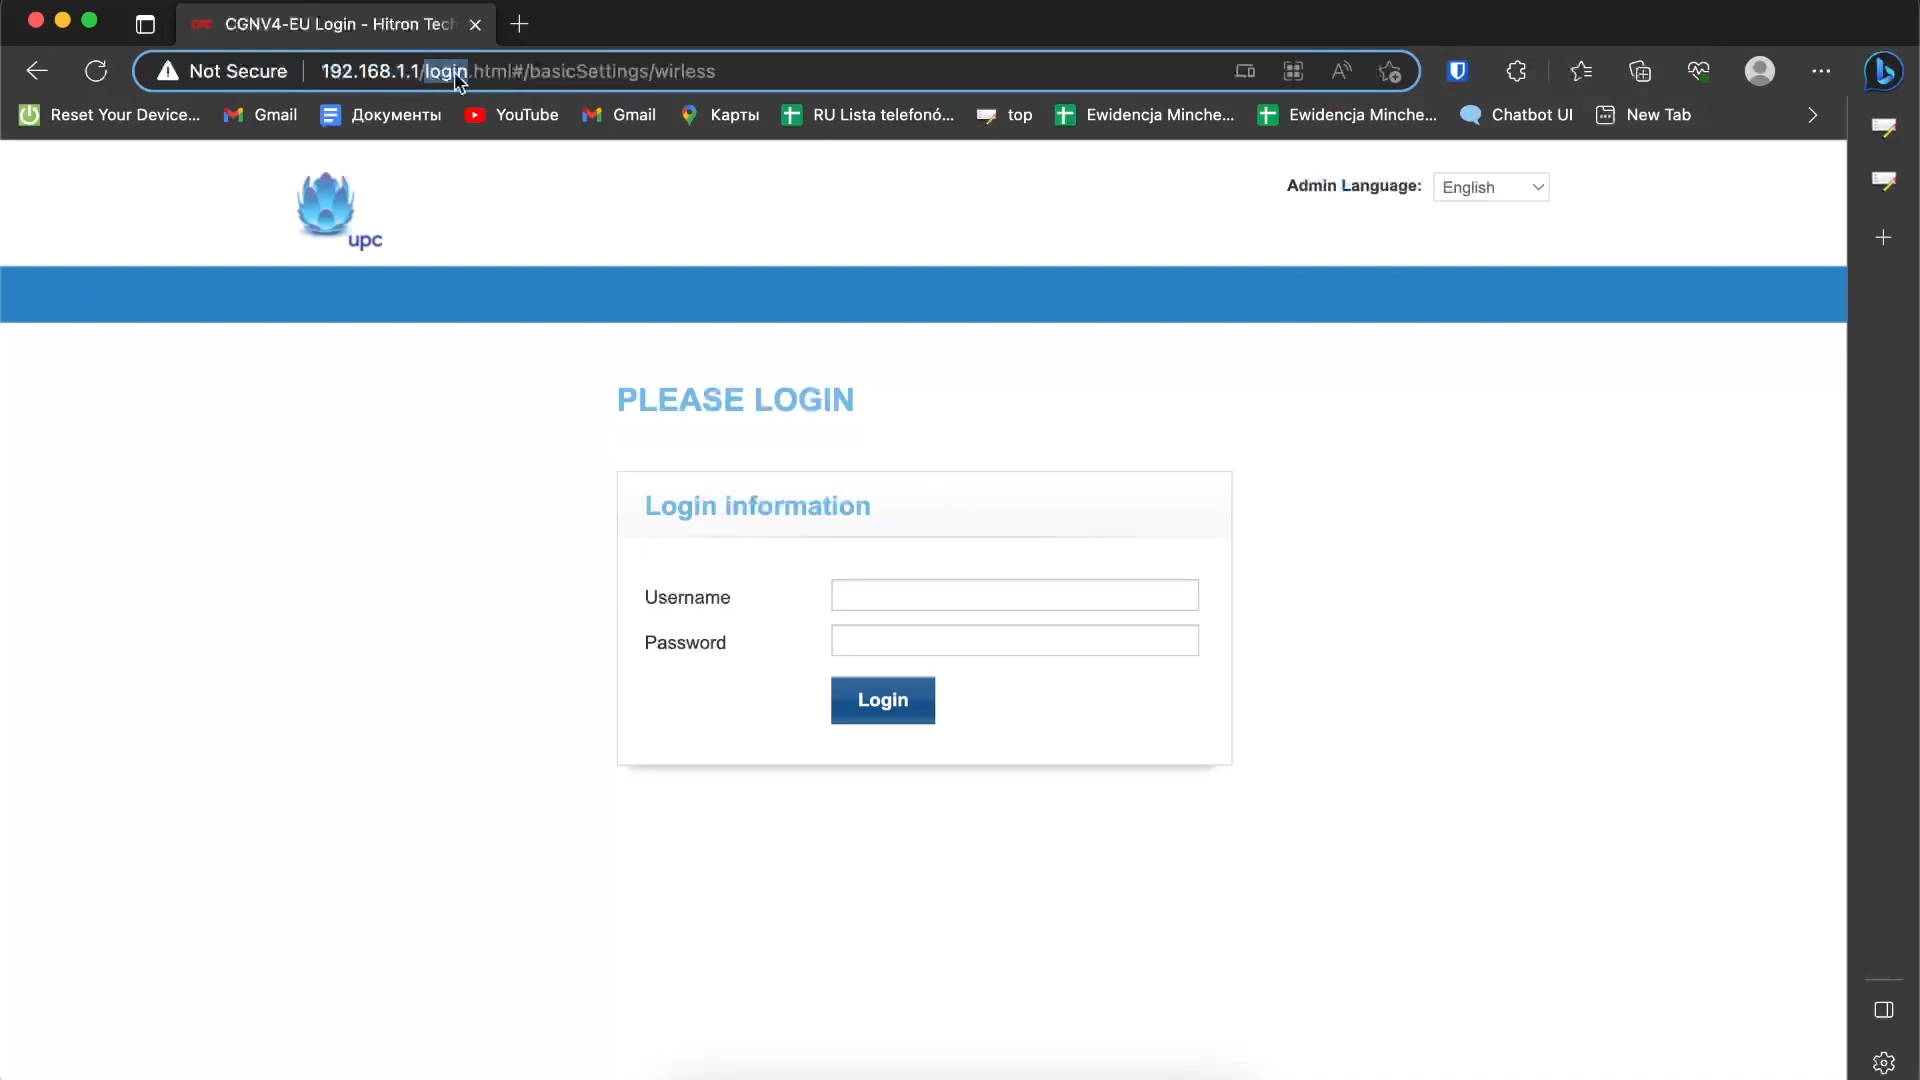 CGNV4-EU Login - Hitron Tech
Not Secure 192.168.1.1/login.html#/basicSettings/wirless
Reset Your Device... Gmail Документы YouTube Gmail Карты RU Lista telefonó... top Ewidencja Minche... Ewidencja Minche... Chatbot UI New Tab
upc
Admin Language: English
PLEASE LOGIN
Login information
Username
Password
Login